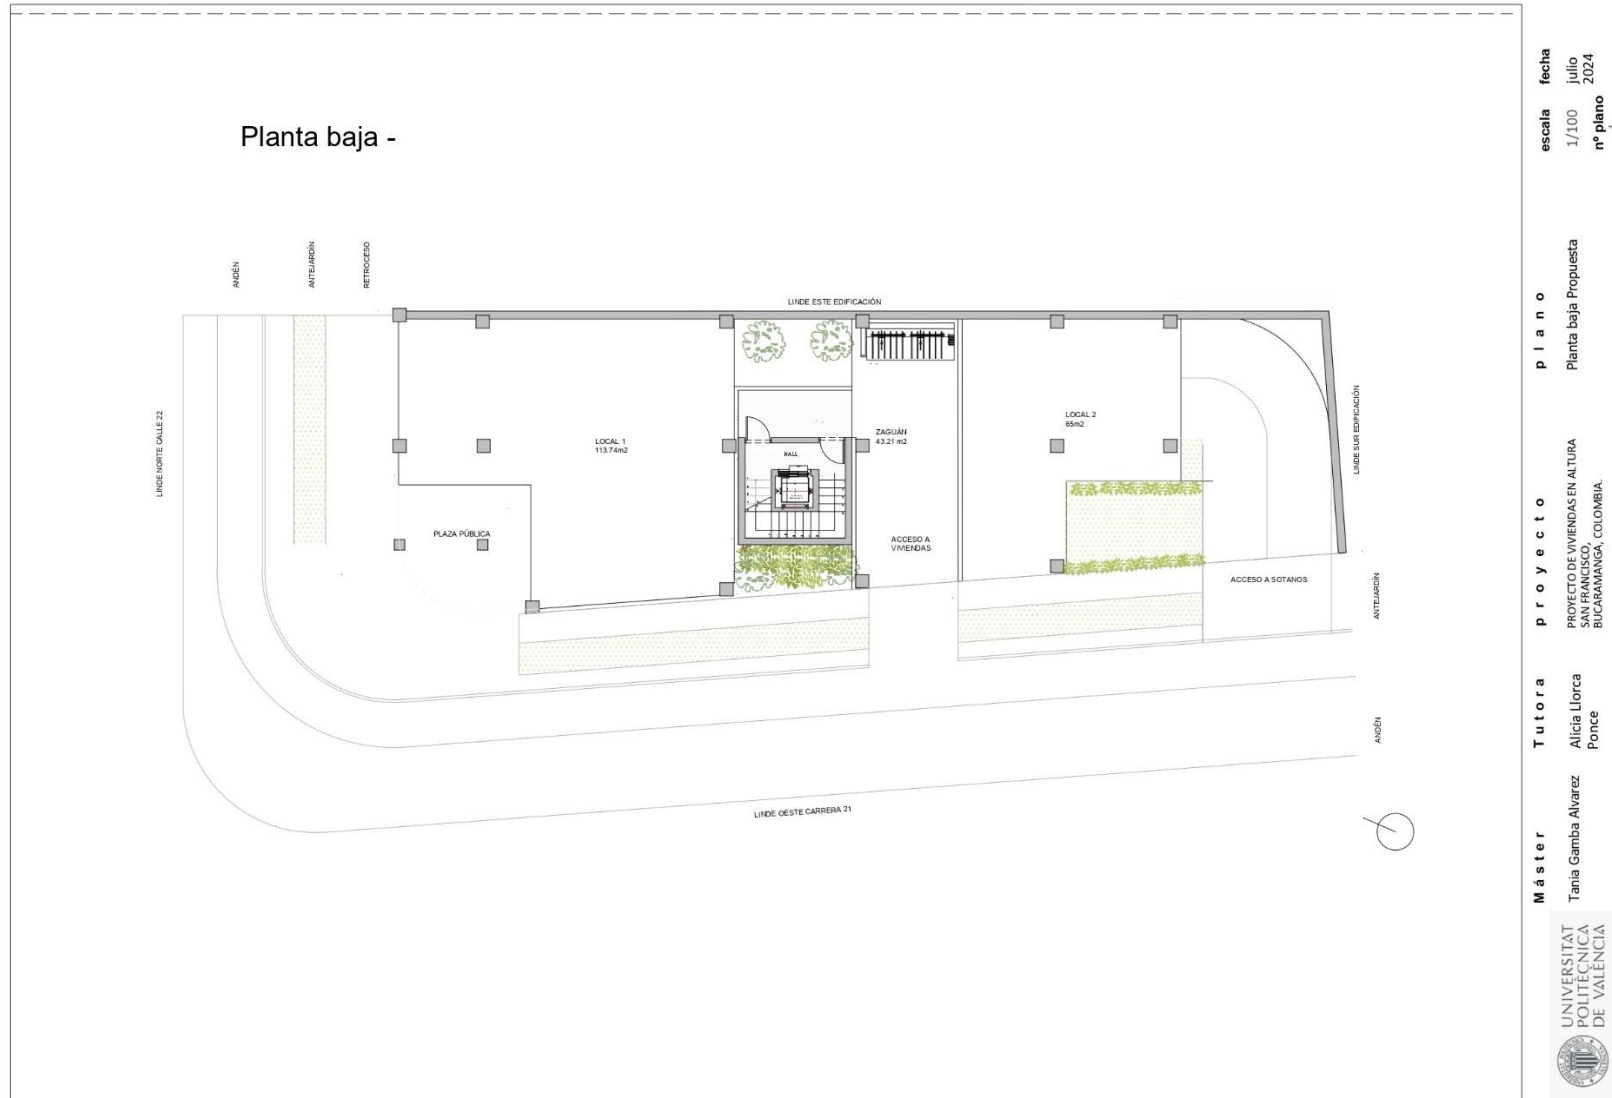 Planta baja -
ANDÉN
ANTEJARDÍN
RETROCESO
LINDE ESTE EDIFICACIÓN
LINDE NORTE CALLE 22
LOCAL 1
113.74m2
HALL
ZAGUÁN
43.21 m2
LOCAL 2
65m2
LINDE SUR EDIFICACIÓN
PLAZA PÚBLICA
ACCESO A
VIVIENDAS
ACCESO A SOTANOS
ANTEJARDÍN
ANDÉN
LINDE OESTE CARRERA 21
fecha
julio
2024
escala
1/100
nº plano
plano
Planta baja Propuesta
proyecto
PROYECTO DE VIVIENDAS EN ALTURA
SAN FRANCISCO,
BUCARAMANGA, COLOMBIA.
Tutora
Alicia Llorca
Ponce
Máster
Tania Gamba Alvarez
UNIVERSITAT
POLITÈCNICA
DE VALÈNCIA